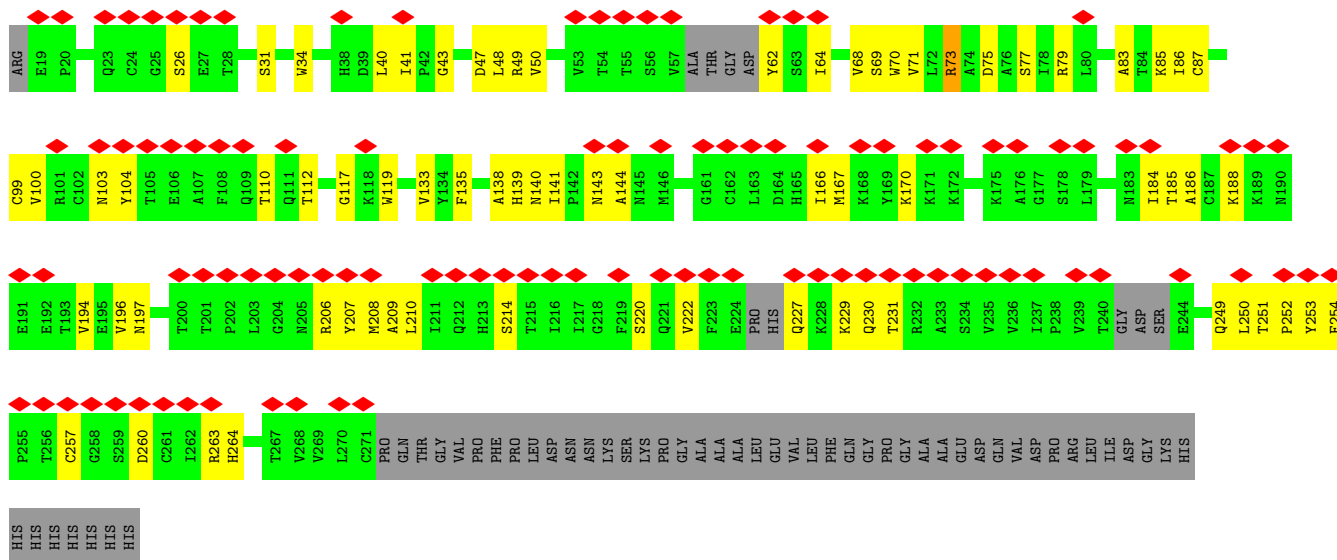 ARG E19 P20 Q23 C24 G25 S26 E27 T28 S31 W34 H38 D39 L40 I41 P42 G43 D47 L48 R49 V50 V53 T54 T55 S56 V57 ALA THR GLY ASP Y62 S63 I64 V68 S69 W70 V71 L72 R73 A74 D75 A76 S77 I78 R79 L80 A83 T84 K85 I86 C87
C99 V100 R101 C102 N103 Y104 T105 E106 A107 F108 Q109 T110 Q111 T112 G117 K118 W119 V133 Y134 F135 A138 H139 N140 I141 P142 N143 A144 N145 M146 G161 C162 L163 D164 H165 I166 M167 K168 Y169 K170 K171 K172 K175 A176 G177 S178 L179 N183 I184 T185 A186 C187 K188 K189 N190
E191 E192 T193 V194 E195 V196 N197 T200 T201 P202 L203 G204 N205 R206 Y207 M208 A209 L210 I211 Q212 H213 S214 T215 I216 I217 G218 F219 S220 Q221 V222 F223 E224 PRO HIS Q227 K228 K229 Q230 T231 R232 A233 S234 V235 V236 I237 P238 V239 T240 GLY ASP SER E244 Q249 L250 T251 P252 Y253
P255 T256 C257 G258 S259 D260 C261 I262 R263 H264 T267 V268 V269 L270 C271 PRO GLN THR GLY VAL PRO PHE PRO LEU ASP ASN ASN LYS SER LYS PRO GLY ALA ALA ALA LEU GLU VAL LEU PHE GLN GLY PRO GLY ALA ALA GLU ASP GLN VAL ASP PRO ARG LEU ILE ASP GLY LYS HIS
HIS HIS HIS HIS HIS HIS HIS